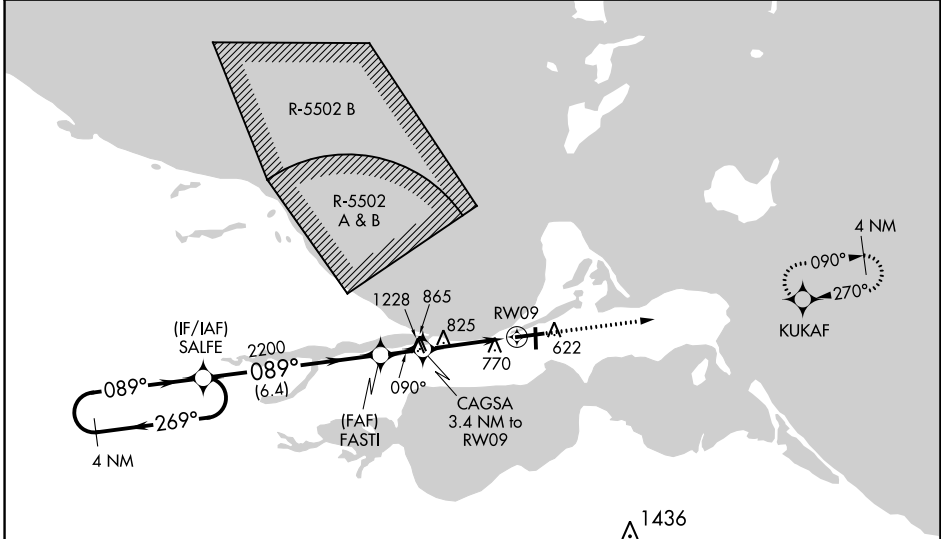 R-5502 B
R-5502
A & B
4 NM
090°
270°
KUKAF
1228
865
825
RW09
(IF/IAF)
SALFE
2200
089°
(6.4)
089°
269°
4 NM
090°
770
622
(FAF)
FASTI
CAGSA
3.4 NM to
RW09
1436